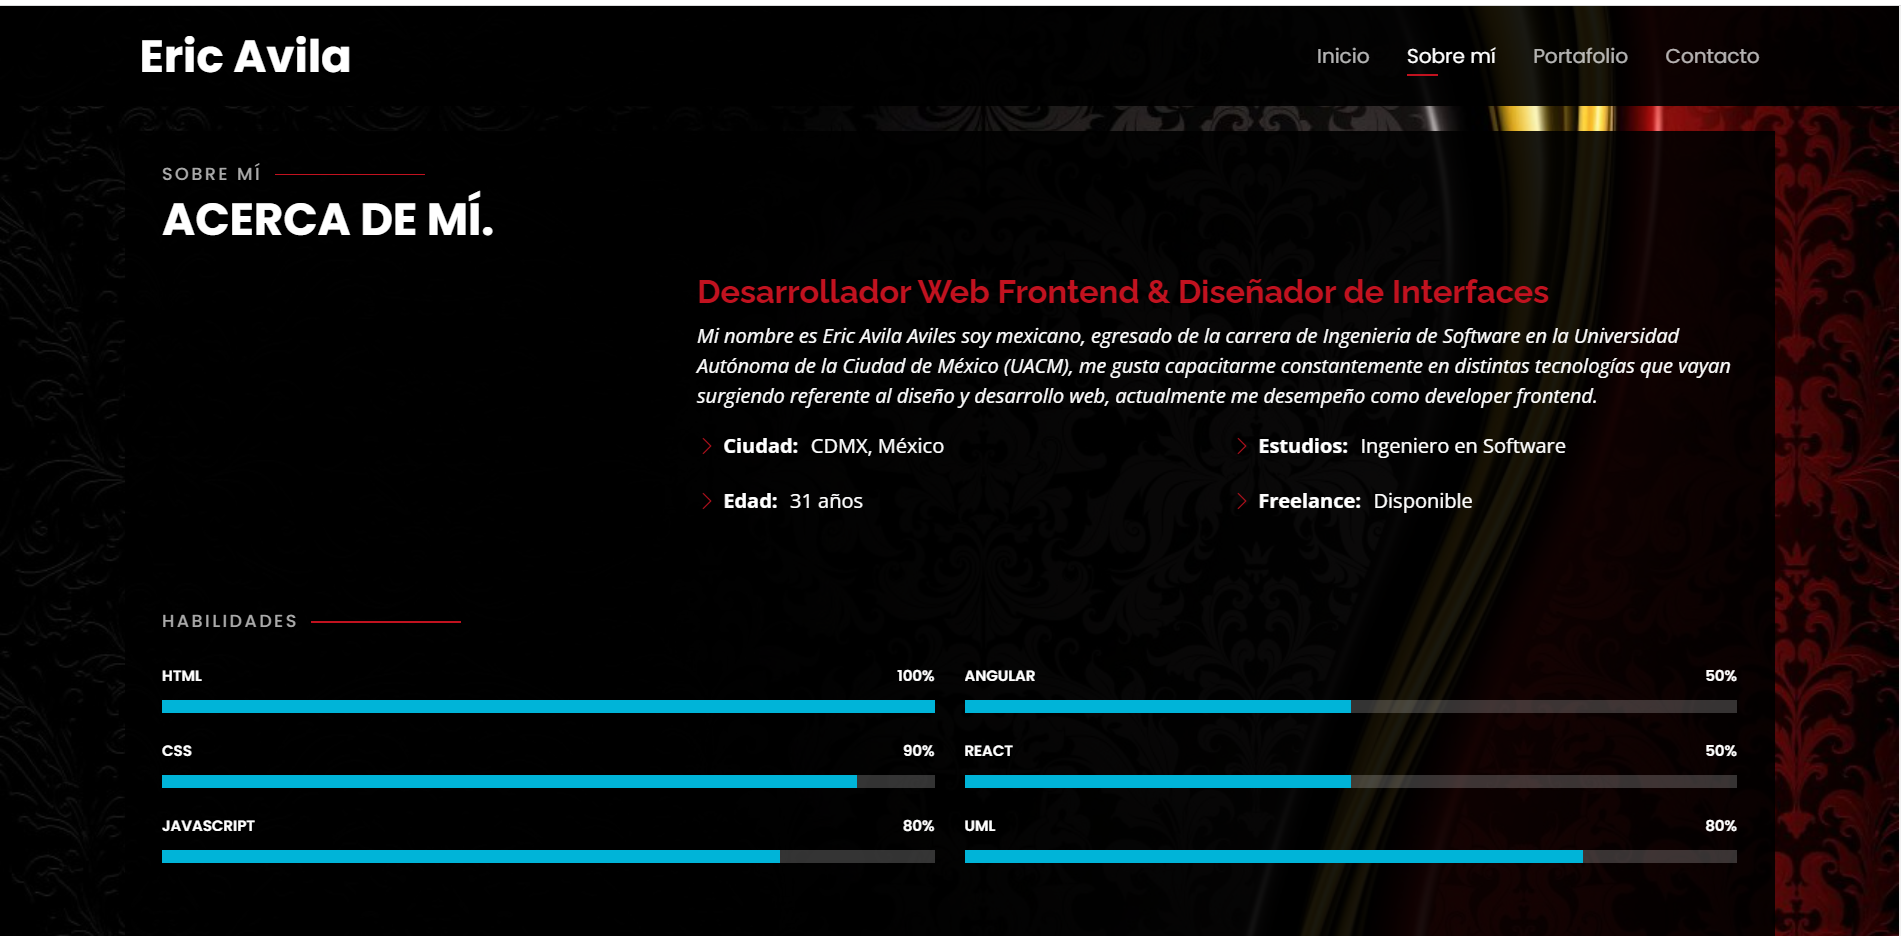 Eric Avila
Inicio Sobre mí Portafolio Contacto
SOBRE MÍ
ACERCA DE MÍ.
Desarrollador Web Frontend & Diseñador de Interfaces
Mi nombre es Eric Avila Aviles soy mexicano, egresado de la carrera de Ingenieria de Software en la Universidad
Autónoma de la Ciudad de México (UACM), me gusta capacitarme constantemente en distintas tecnologías que vayan
surgiendo referente al diseño y desarrollo web, actualmente me desempeño como developer frontend.
Ciudad: CDMX, México
Estudios: Ingeniero en Software
Edad: 31 años
Freelance: Disponible
HABILIDADES
HTML 100%
ANGULAR 50%
CSS 90%
REACT 50%
JAVASCRIPT 80%
UML 80%